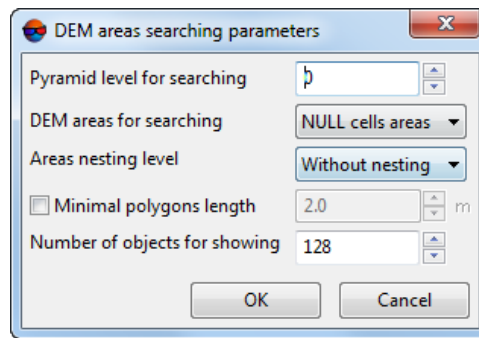 DEM areas searching parameters
Pyramid level for searching 0
DEM areas for searching NULL cells areas
Areas nesting level Without nesting
Minimal polygons length 2.0 m
Number of objects for showing 128
OK Cancel